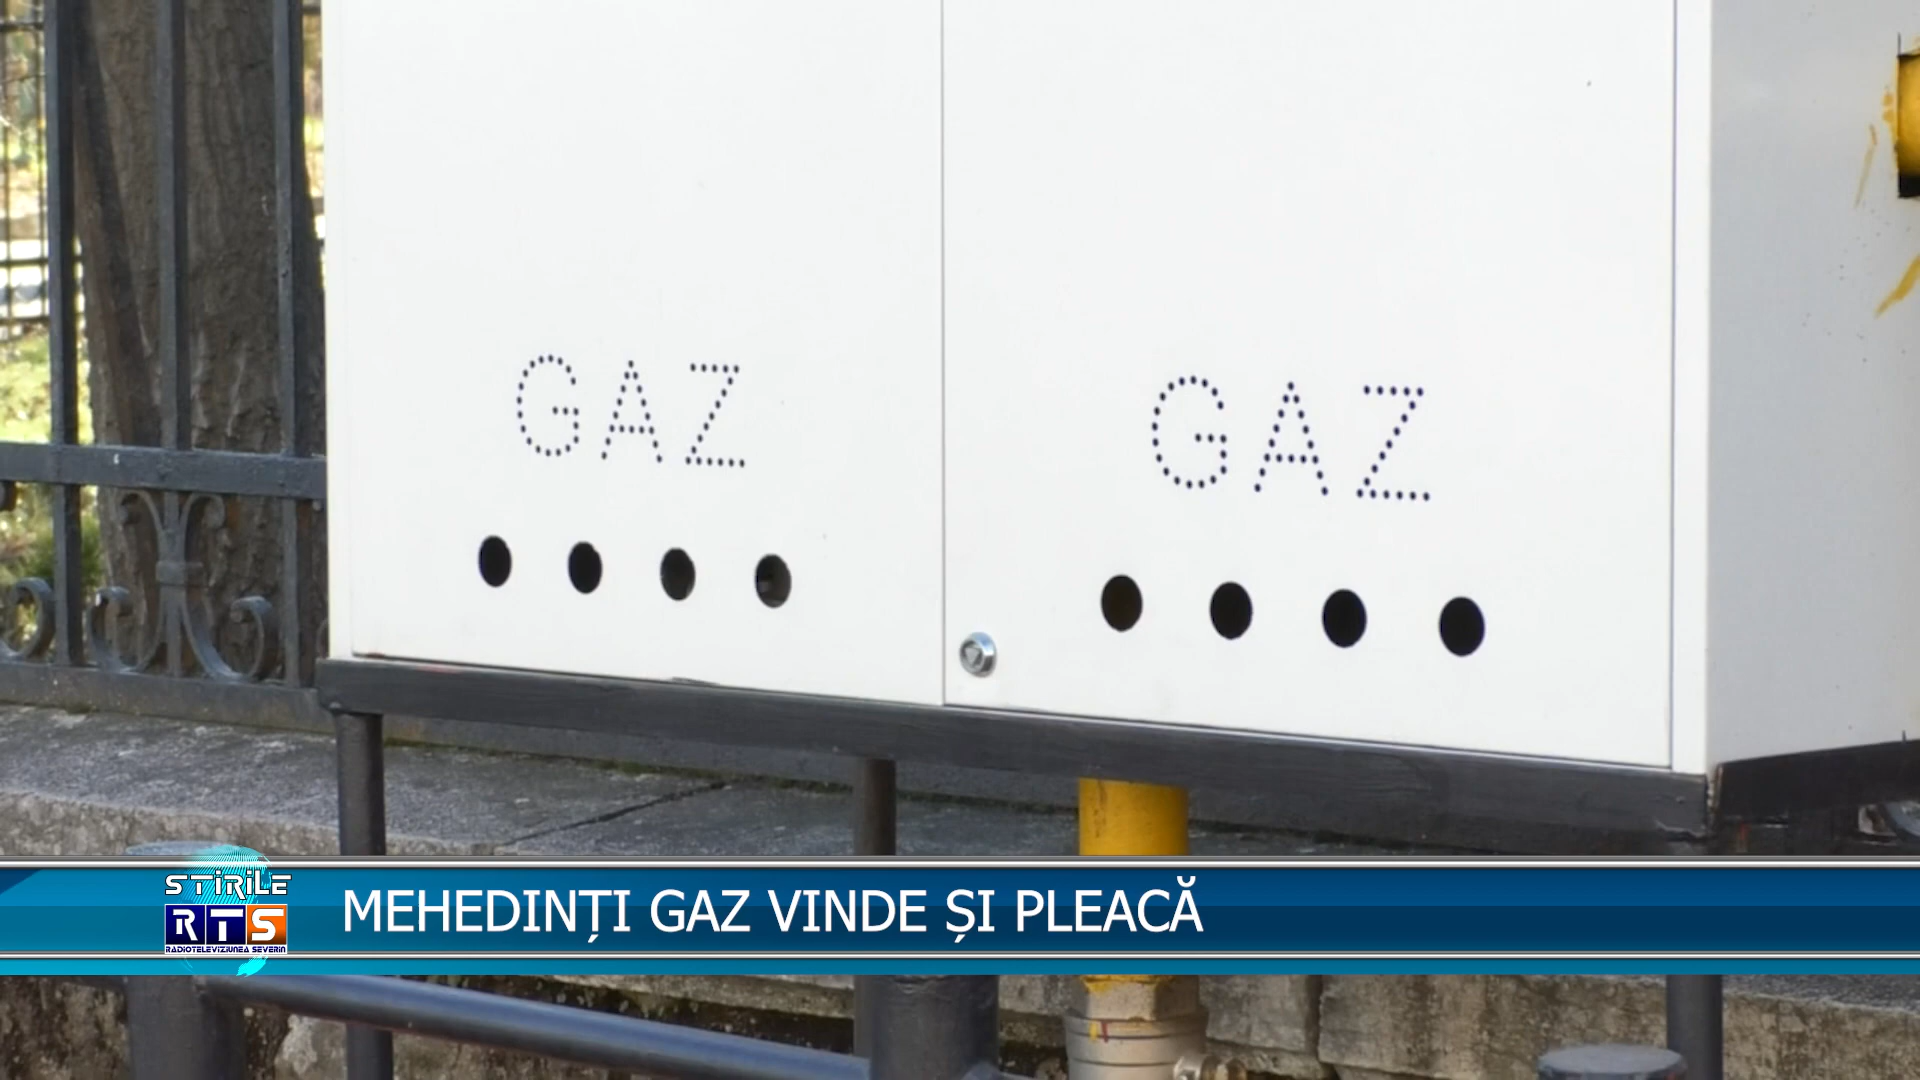 GAZ GAZ
STIRILE
RTS
RADIOTELEVIZIUNEA SEVERIN
MEHEDINȚI GAZ VINDE ȘI PLEACĂ